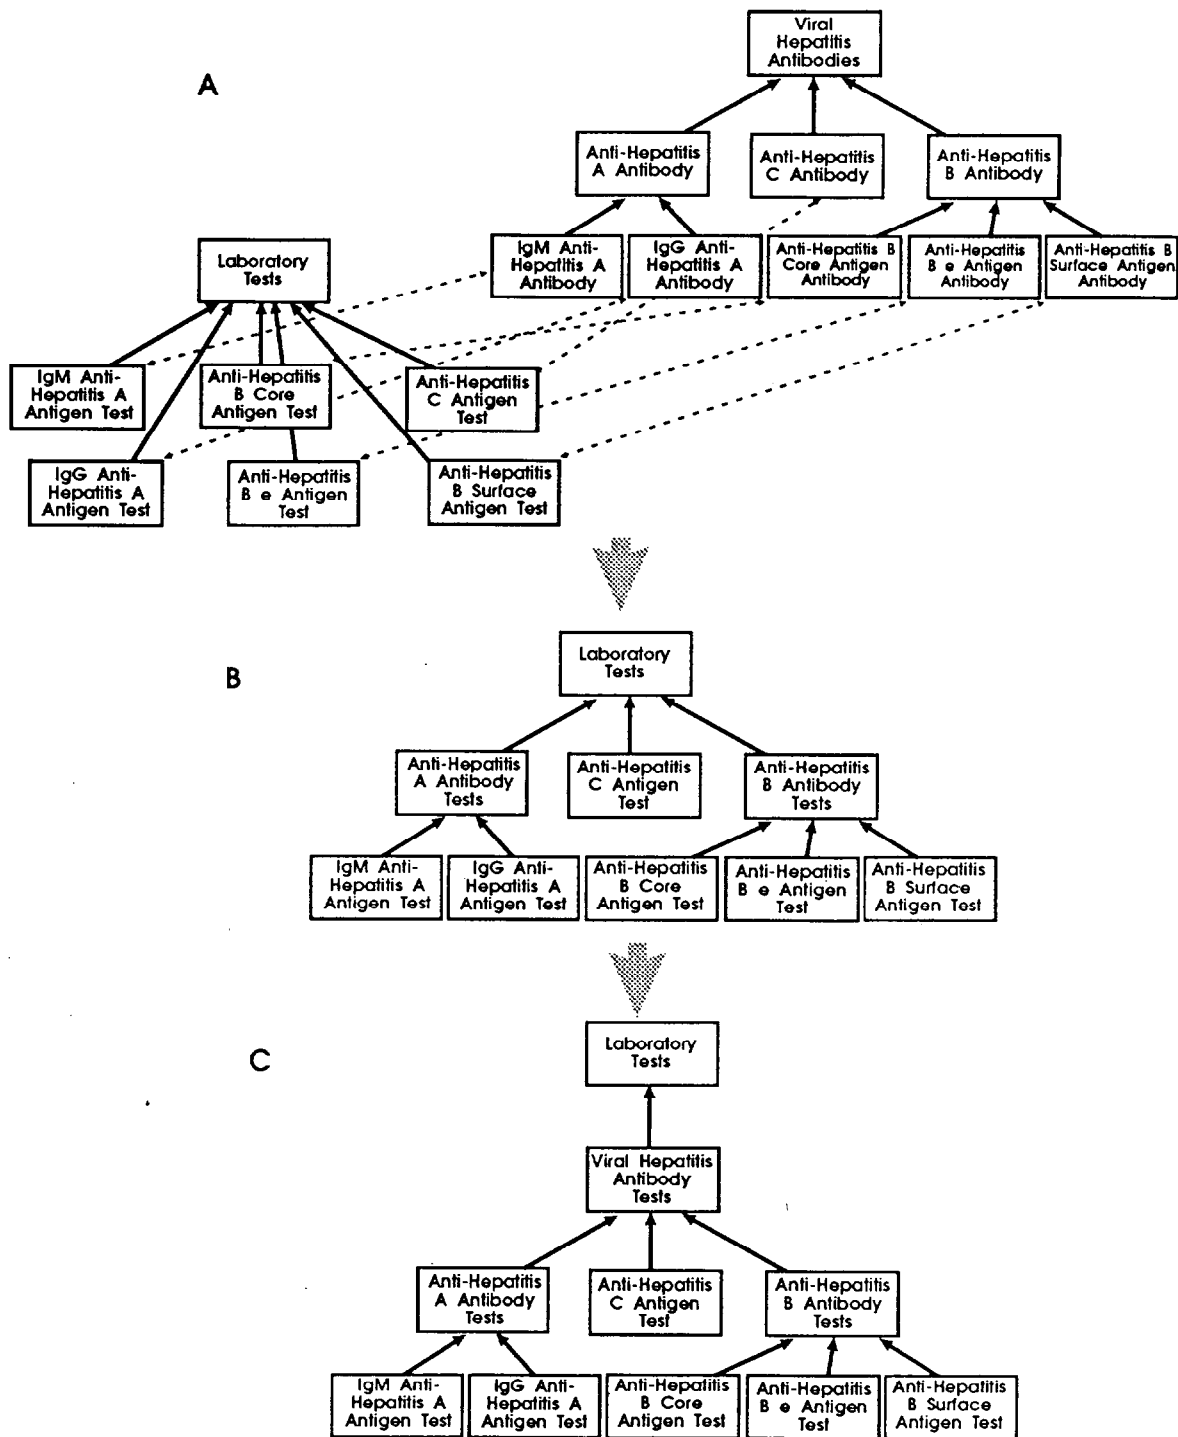 A
Viral
Hepatitis
Antibodies
Anti-Hepatitis
A Antibody
Anti-Hepatitis
C Antibody
Anti-Hepatitis
B Antibody
IgM Anti-
Hepatitis A
Antibody
IgG Anti-
Hepatitis A
Antibody
Anti-Hepatitis B
Core Antigen
Antibody
Anti-Hepatitis
B e Antigen
Antibody
Anti-Hepatitis B
Surface Antigen
Antibody
Laboratory
Tests
IgM Anti-
Hepatitis A
Antigen Test
Anti-Hepatitis
B Core
Antigen Test
Anti-Hepatitis
C Antigen
Test
IgG Anti-
Hepatitis A
Antigen Test
Anti-Hepatitis
B e Antigen
Test
Anti-Hepatitis
B Surface
Antigen Test
B
Laboratory
Tests
Anti-Hepatitis
A Antibody
Tests
Anti-Hepatitis
C Antigen
Test
Anti-Hepatitis
B Antibody
Tests
IgM Anti-
Hepatitis A
Antigen Test
IgG Anti-
Hepatitis A
Antigen Test
Anti-Hepatitis
B Core
Antigen Test
Anti-Hepatitis
B e Antigen
Test
Anti-Hepatitis
B Surface
Antigen Test
C
Laboratory
Tests
Viral Hepatitis
Antibody
Tests
Anti-Hepatitis
A Antibody
Tests
Anti-Hepatitis
C Antigen
Test
Anti-Hepatitis
B Antibody
Tests
IgM Anti-
Hepatitis A
Antigen Test
IgG Anti-
Hepatitis A
Antigen Test
Anti-Hepatitis
B Core
Antigen Test
Anti-Hepatitis
B e Antigen
Test
Anti-Hepatitis
B Surface
Antigen Test